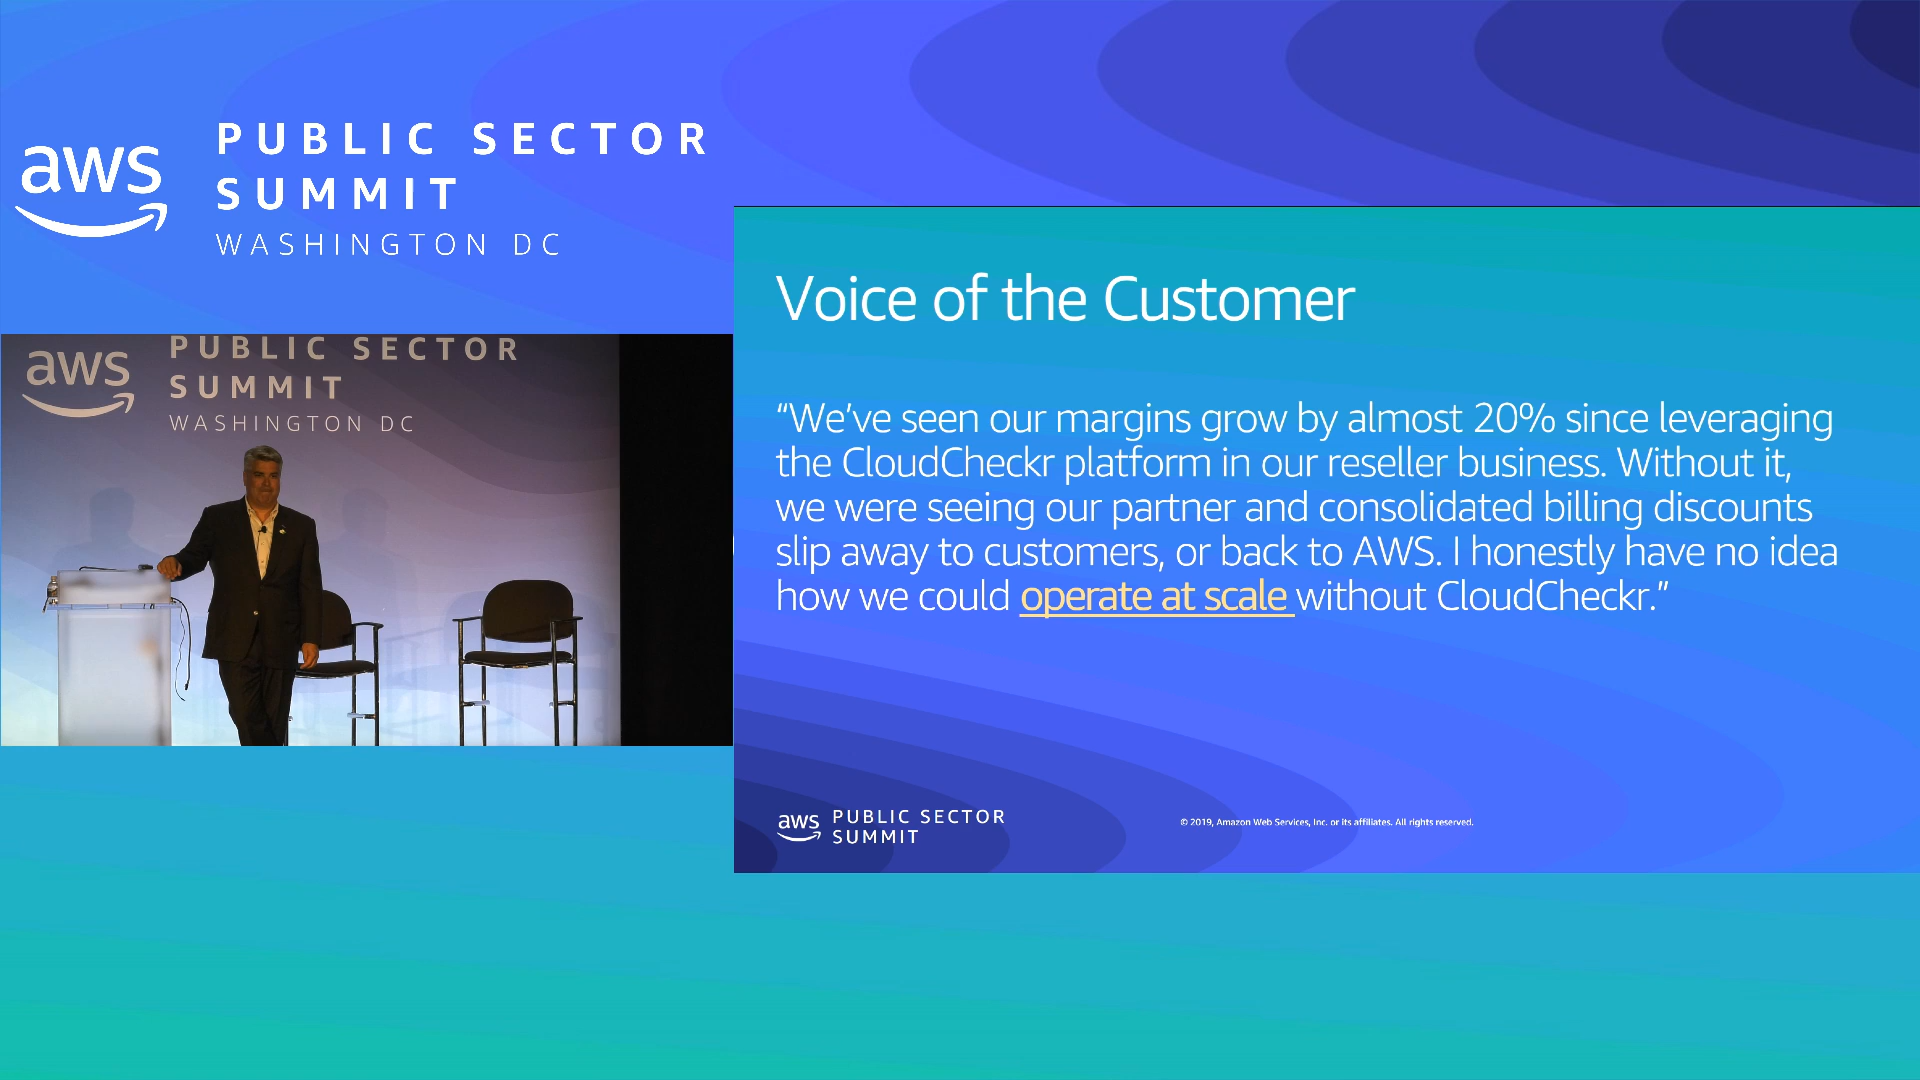 aws
PUBLIC SECTOR
SUMMIT
WASHINGTON DC
aws
PUBLIC SECTOR
SUMMIT
WASHINGTON DC
Voice of the Customer
“We’ve seen our margins grow by almost 20% since leveraging
the CloudCheckr platform in our reseller business. Without it,
we were seeing our partner and consolidated billing discounts
slip away to customers, or back to AWS. I honestly have no idea
how we could operate at scale without CloudCheckr.”
aws
PUBLIC SECTOR
SUMMIT
© 2019, Amazon Web Services, Inc. or its affiliates. All rights reserved.